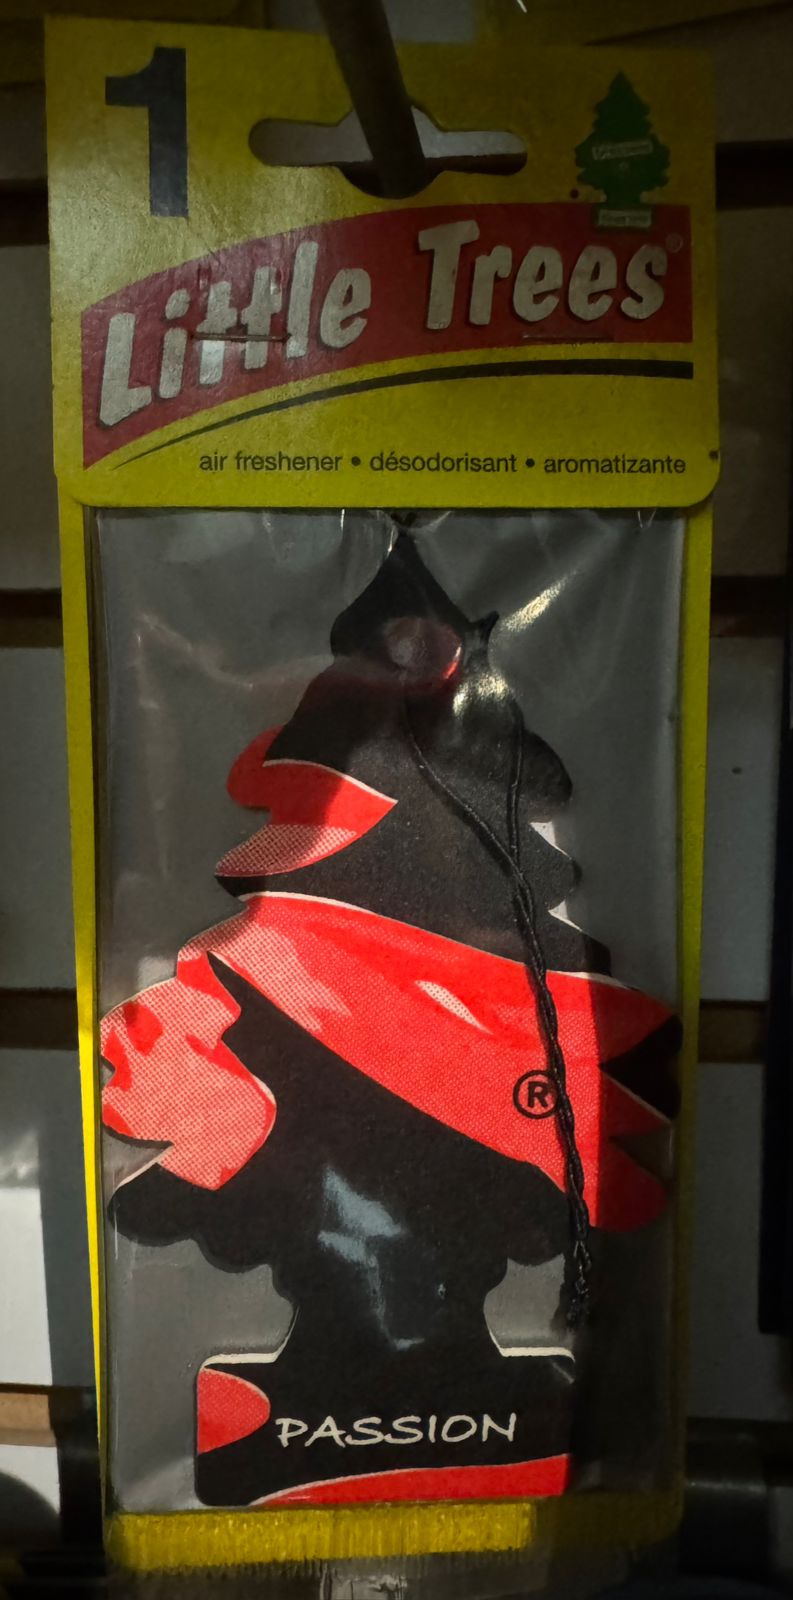 1
Little Trees®
air freshener • désodorisant • aromatizante
®
PASSION